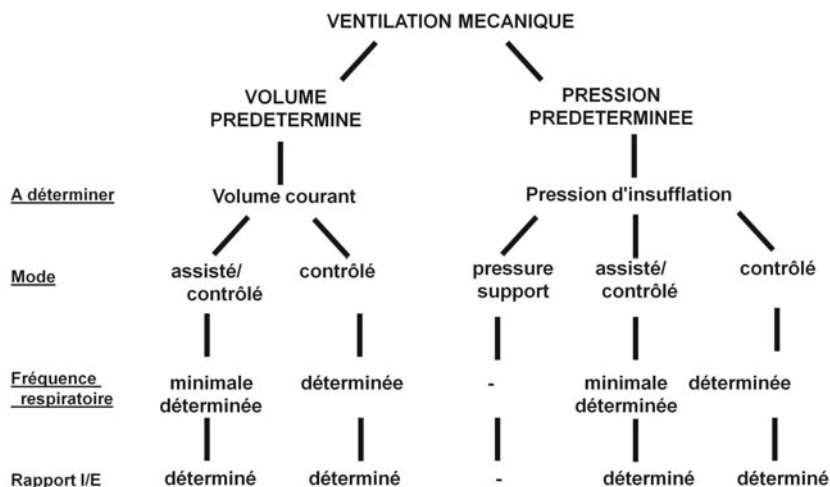 VENTILATION MECANIQUE
VOLUME
PREDETERMINE
PRESSION
PREDETERMINEE
A déterminer
Volume courant
Pression d'insufflation
Mode
assisté/
contrôlé
contrôlé
pressure
support
assisté/
contrôlé
contrôlé
Fréquence
respiratoire
minimale
déterminée
déterminée
-
minimale
déterminée
déterminée
Rapport I/E
déterminé
déterminé
-
déterminé
déterminé